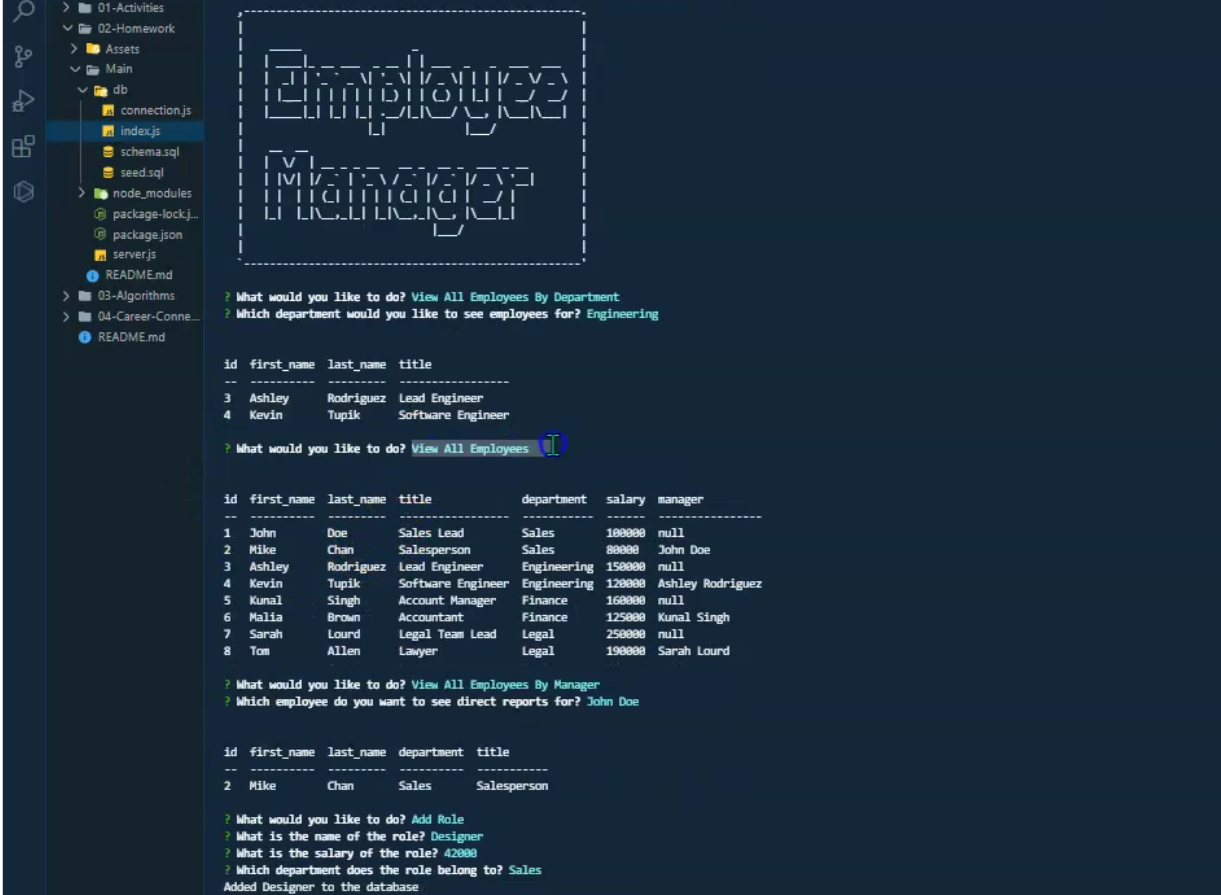 01-Activities
02-Homework
Assets
Main
db
connection.js
index.js
schema.sql
seed.sql
node_modules
package-lock.j...
package.json
server.js
README.md
03-Algorithms
04-Career-Conne...
README.md
Employee
Manager
? What would you like to do? View All Employees By Department
? Which department would you like to see employees for? Engineering
id first_name last_name title
-- ---------- --------- -----------------
3 Ashley Rodriguez Lead Engineer
4 Kevin Tupik Software Engineer
? What would you like to do? View All Employees
id first_name last_name title department salary manager
-- ---------- --------- ----------------- ----------- ------ ----------------
1 John Doe Sales Lead Sales 100000 null
2 Mike Chan Salesperson Sales 80000 John Doe
3 Ashley Rodriguez Lead Engineer Engineering 150000 null
4 Kevin Tupik Software Engineer Engineering 120000 Ashley Rodriguez
5 Kunal Singh Account Manager Finance 160000 null
6 Malia Brown Accountant Finance 125000 Kunal Singh
7 Sarah Lourd Legal Team Lead Legal 250000 null
8 Tom Allen Lawyer Legal 190000 Sarah Lourd
? What would you like to do? View All Employees By Manager
? Which employee do you want to see direct reports for? John Doe
id first_name last_name department title
-- ---------- --------- ---------- -----------
2 Mike Chan Sales Salesperson
? What would you like to do? Add Role
? What is the name of the role? Designer
? What is the salary of the role? 42000
? Which department does the role belong to? Sales
Added Designer to the database